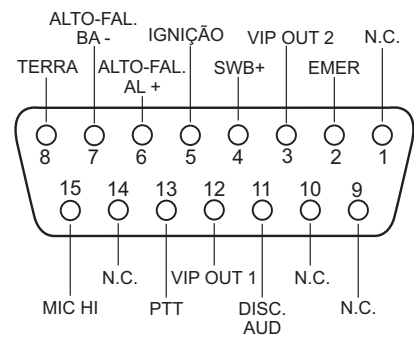 ALTO-FAL.
BA -
IGNIÇÃO
VIP OUT 2
N.C.
TERRA
ALTO-FAL.
AL +
SWB+
EMER
8 7 6 5 4 3 2 1
15 14 13 12 11 10 9
N.C.
VIP OUT 1
N.C.
MIC HI
PTT
DISC.
AUD
N.C.